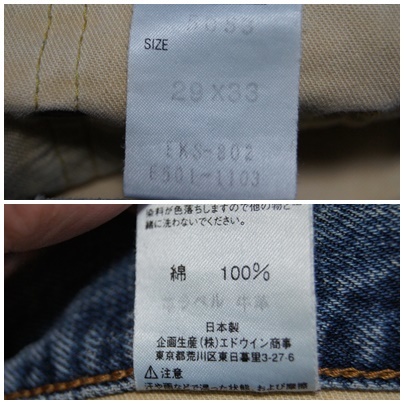 5053
SIZE
29X33
EKS-802
E501-1103
染料が色落ちしますので他の物と一
緒に洗わないでください。
綿 100%
ラベル 牛革
日本製
企画生産(株)エドウイン商事
東京都荒川区東日暮里3-27-6
⚠注意